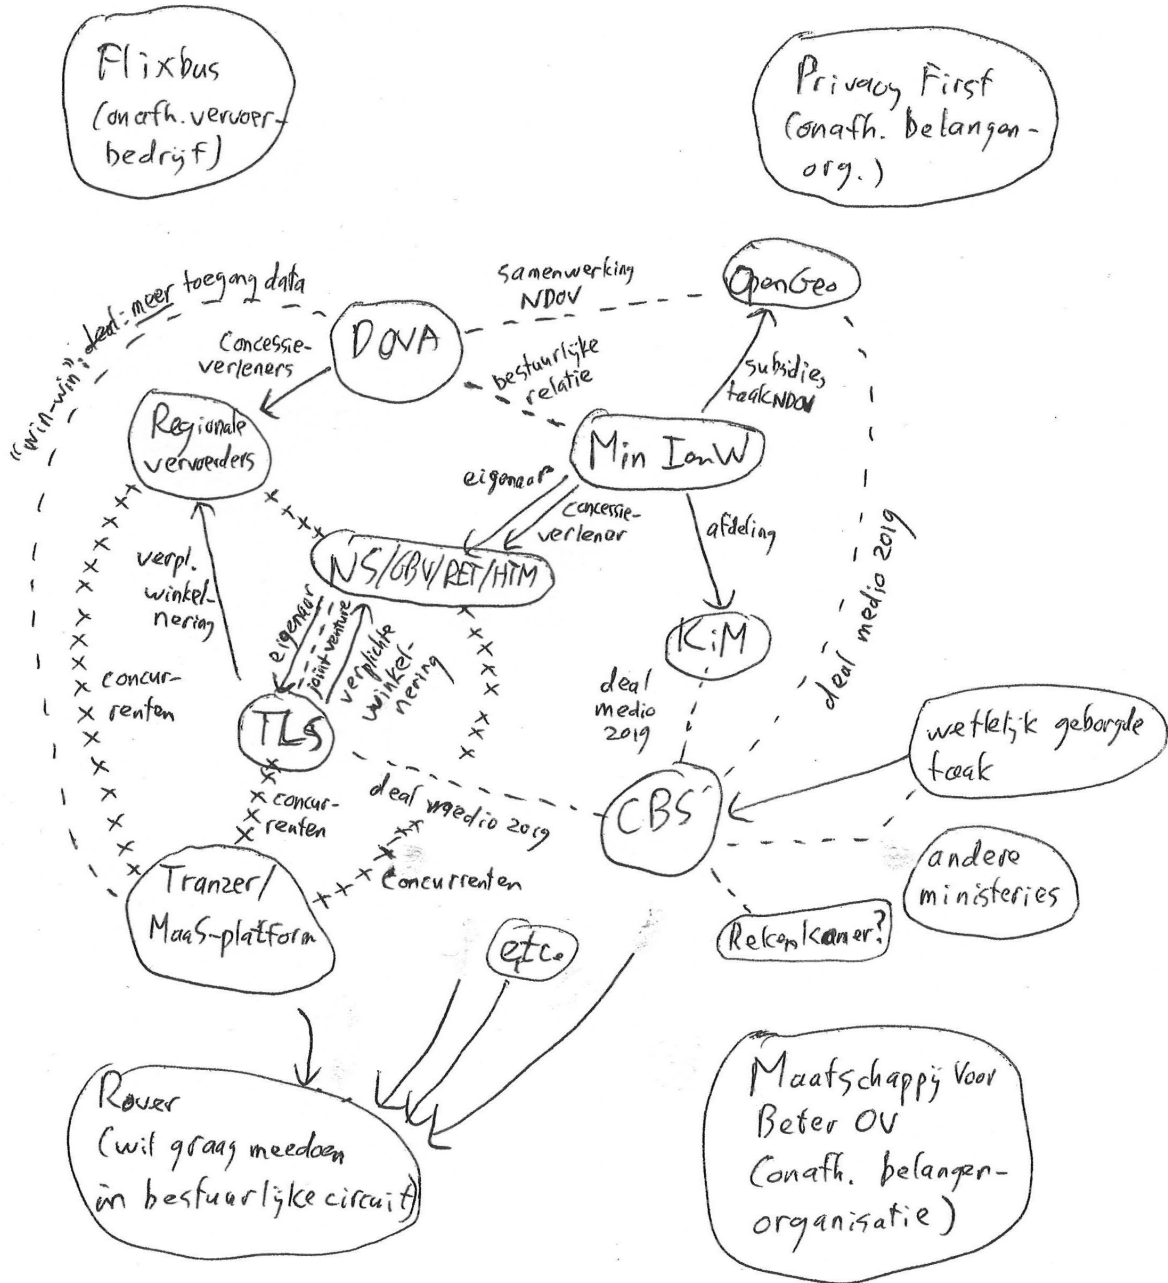 Flixbus
(onafh. vervoer-
bedrijf)
Privacy First
(onafh. belangen-
org.)
"win-win", deal: meer toegang data
samenwerking
NDOV
OpenGeo
DOVA
Concessie-
verleners
bestuurlijke
relatie
subsidie,
taak NDOV
Regionale
vervoerders
Min IenW
eigenaar
concessie-
verlener
afdeling
deal medio 2019
NS/GBV/RET/HTM
verpl.
winkel-
nering
eigenaar
joint venture
verplichte
winkel-
nering
KiM
deal
medio
2019
concur-
renten
TLS
wettelijk geborgde
taak
deal medio 2019
CBS
concur-
renten
andere
ministeries
Tranzer/
MaaS-platform
Concurrenten
Rekenkamer?
etc.
Rover
(wil graag meedoen
in bestuurlijke circuit)
Maatschappij voor
Beter OV
(onafh. belangen-
organisatie)